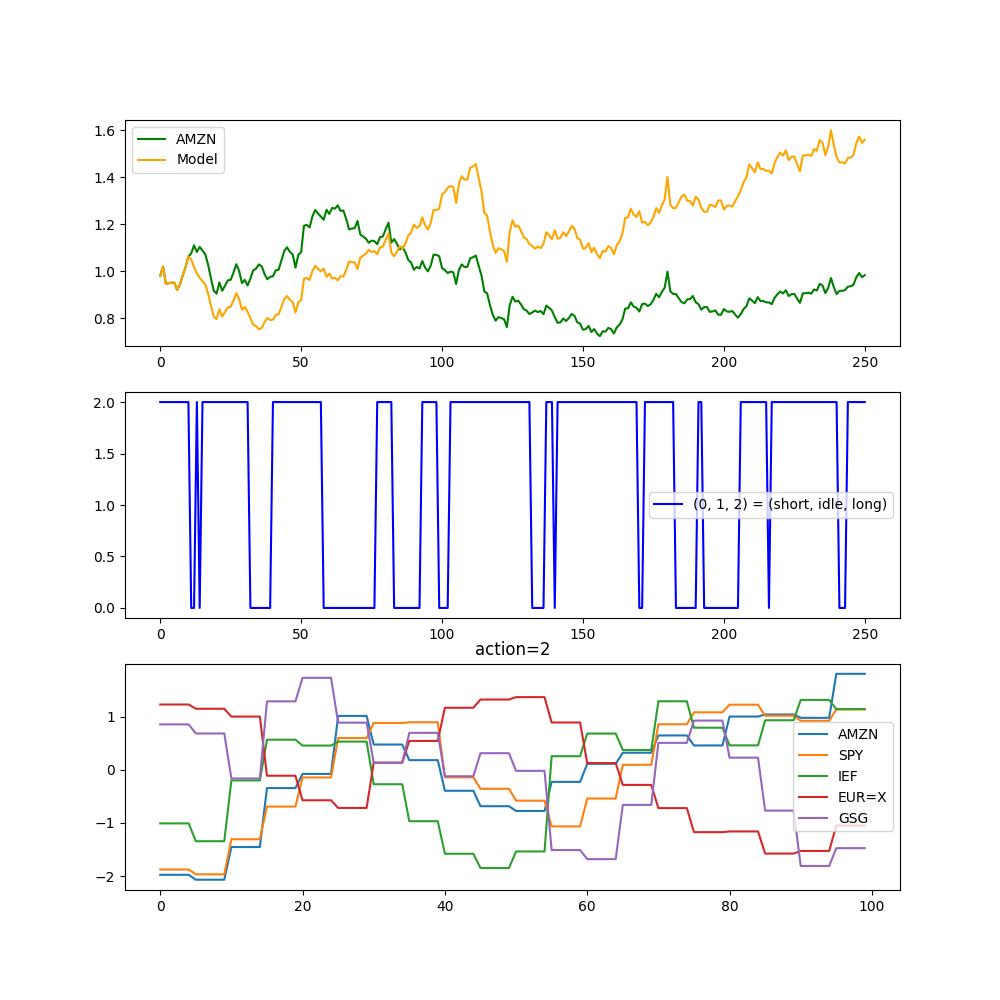 1.6
1.4
1.2
1.0
0.8
AMZN
Model
0 50 100 150 200 250
2.0
1.5
1.0
0.5
0.0
(0, 1, 2) = (short, idle, long)
0 50 100 150 200 250
action=2
1
0
−1
−2
AMZN
SPY
IEF
EUR=X
GSG
0 20 40 60 80 100